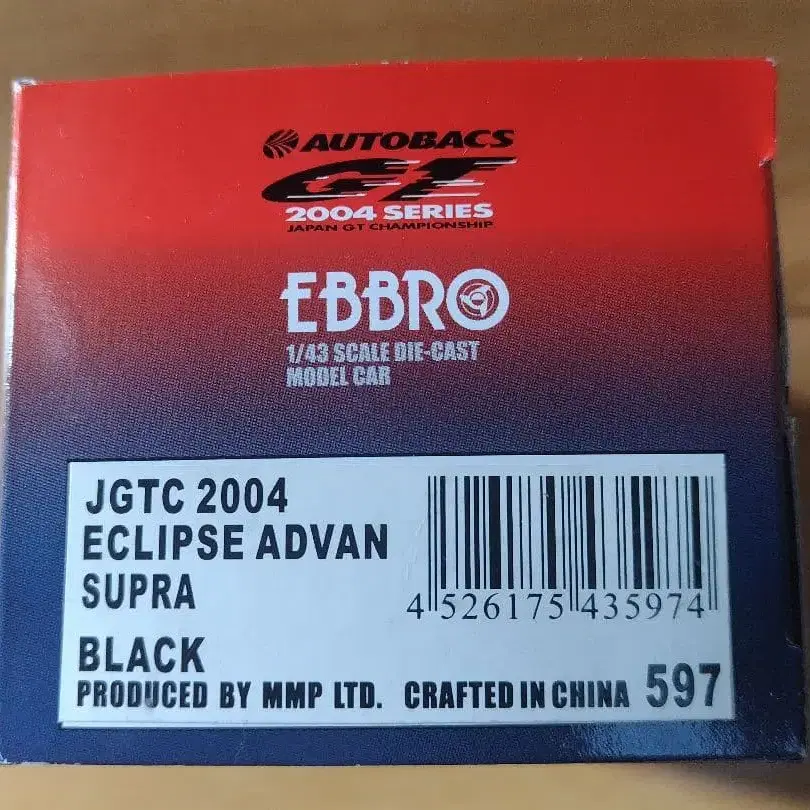 AUTOBACS
GT
2004 SERIES
JAPAN GT CHAMPIONSHIP
EBBRO
1/43 SCALE DIE-CAST
MODEL CAR
JGTC 2004
ECLIPSE ADVAN
SUPRA
4 526175 435974
BLACK
PRODUCED BY MMP LTD. CRAFTED IN CHINA 597